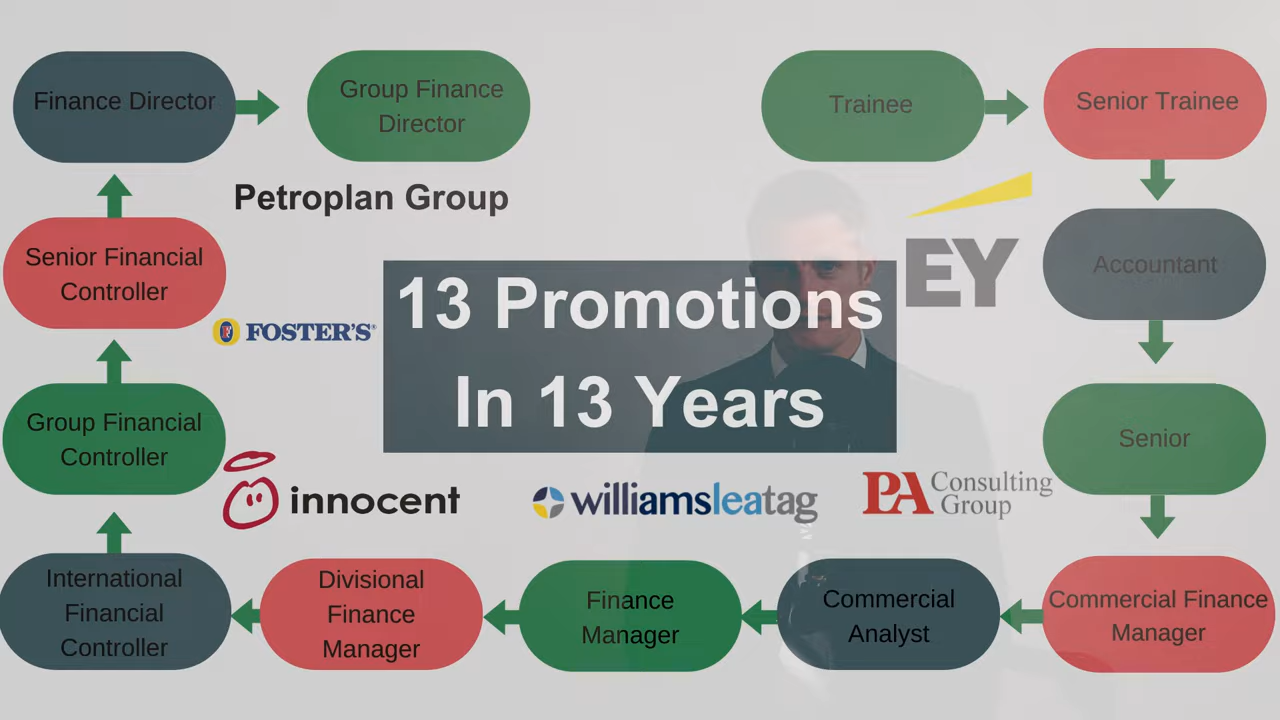 Finance Director
Group Finance
Director
Trainee
Senior Trainee
Petroplan Group
EY
Accountant
Senior Financial
Controller
FOSTER'S®
13 Promotions
In 13 Years
Group Financial
Controller
Senior
innocent
williamsleatag
PA Consulting
Group
International
Financial
Controller
Divisional
Finance
Manager
Finance
Manager
Commercial
Analyst
Commercial Finance
Manager